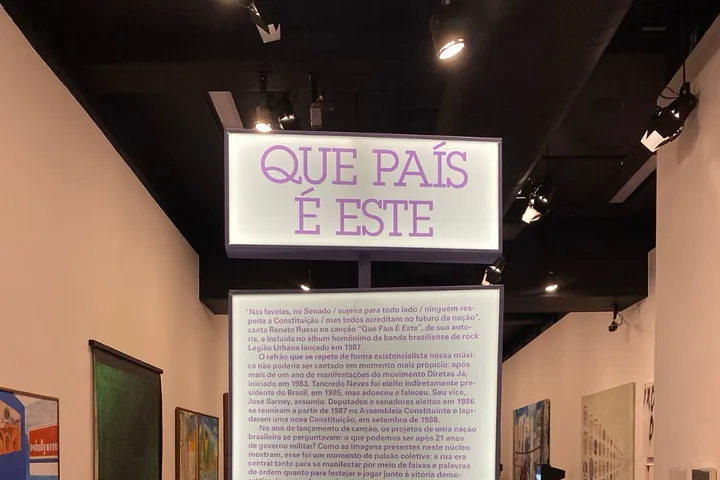 QUE PAÍS
É ESTE
“Nas favelas, no Senado / sujeira para todo lado / ninguém res-
peita a Constituição / mas todos acreditam no futuro da nação”,
canta Renato Russo na canção “Que País É Este”, de sua auto-
ria, e incluída no álbum homônimo da banda brasiliense de rock
Legião Urbana lançado em 1987.
O refrão que se repete de forma existencialista nessa músi-
ca não poderia ser cantado em momento mais propício: após
mais de um ano de manifestações do movimento Diretas Já,
iniciado em 1983, Tancredo Neves foi eleito indiretamente pre-
sidente do Brasil, em 1985, mas adoeceu e faleceu. Seu vice,
José Sarney, assumiu. Deputados e senadores eleitos em 1986
se reuniram a partir de 1987 na Assembleia Constituinte e lapi-
daram uma nova Constituição, em setembro de 1988.
No ano de lançamento da canção, os projetos de uma nação
brasileira se perguntavam: o que podemos ser após 21 anos
de governo militar? Como as imagens presentes neste núcleo
mostram, esse foi um momento de pulsão coletiva: a rua era
central tanto para se manifestar por meio de faixas e palavras
de ordem quanto para festejar e jogar junto à vitória demo-